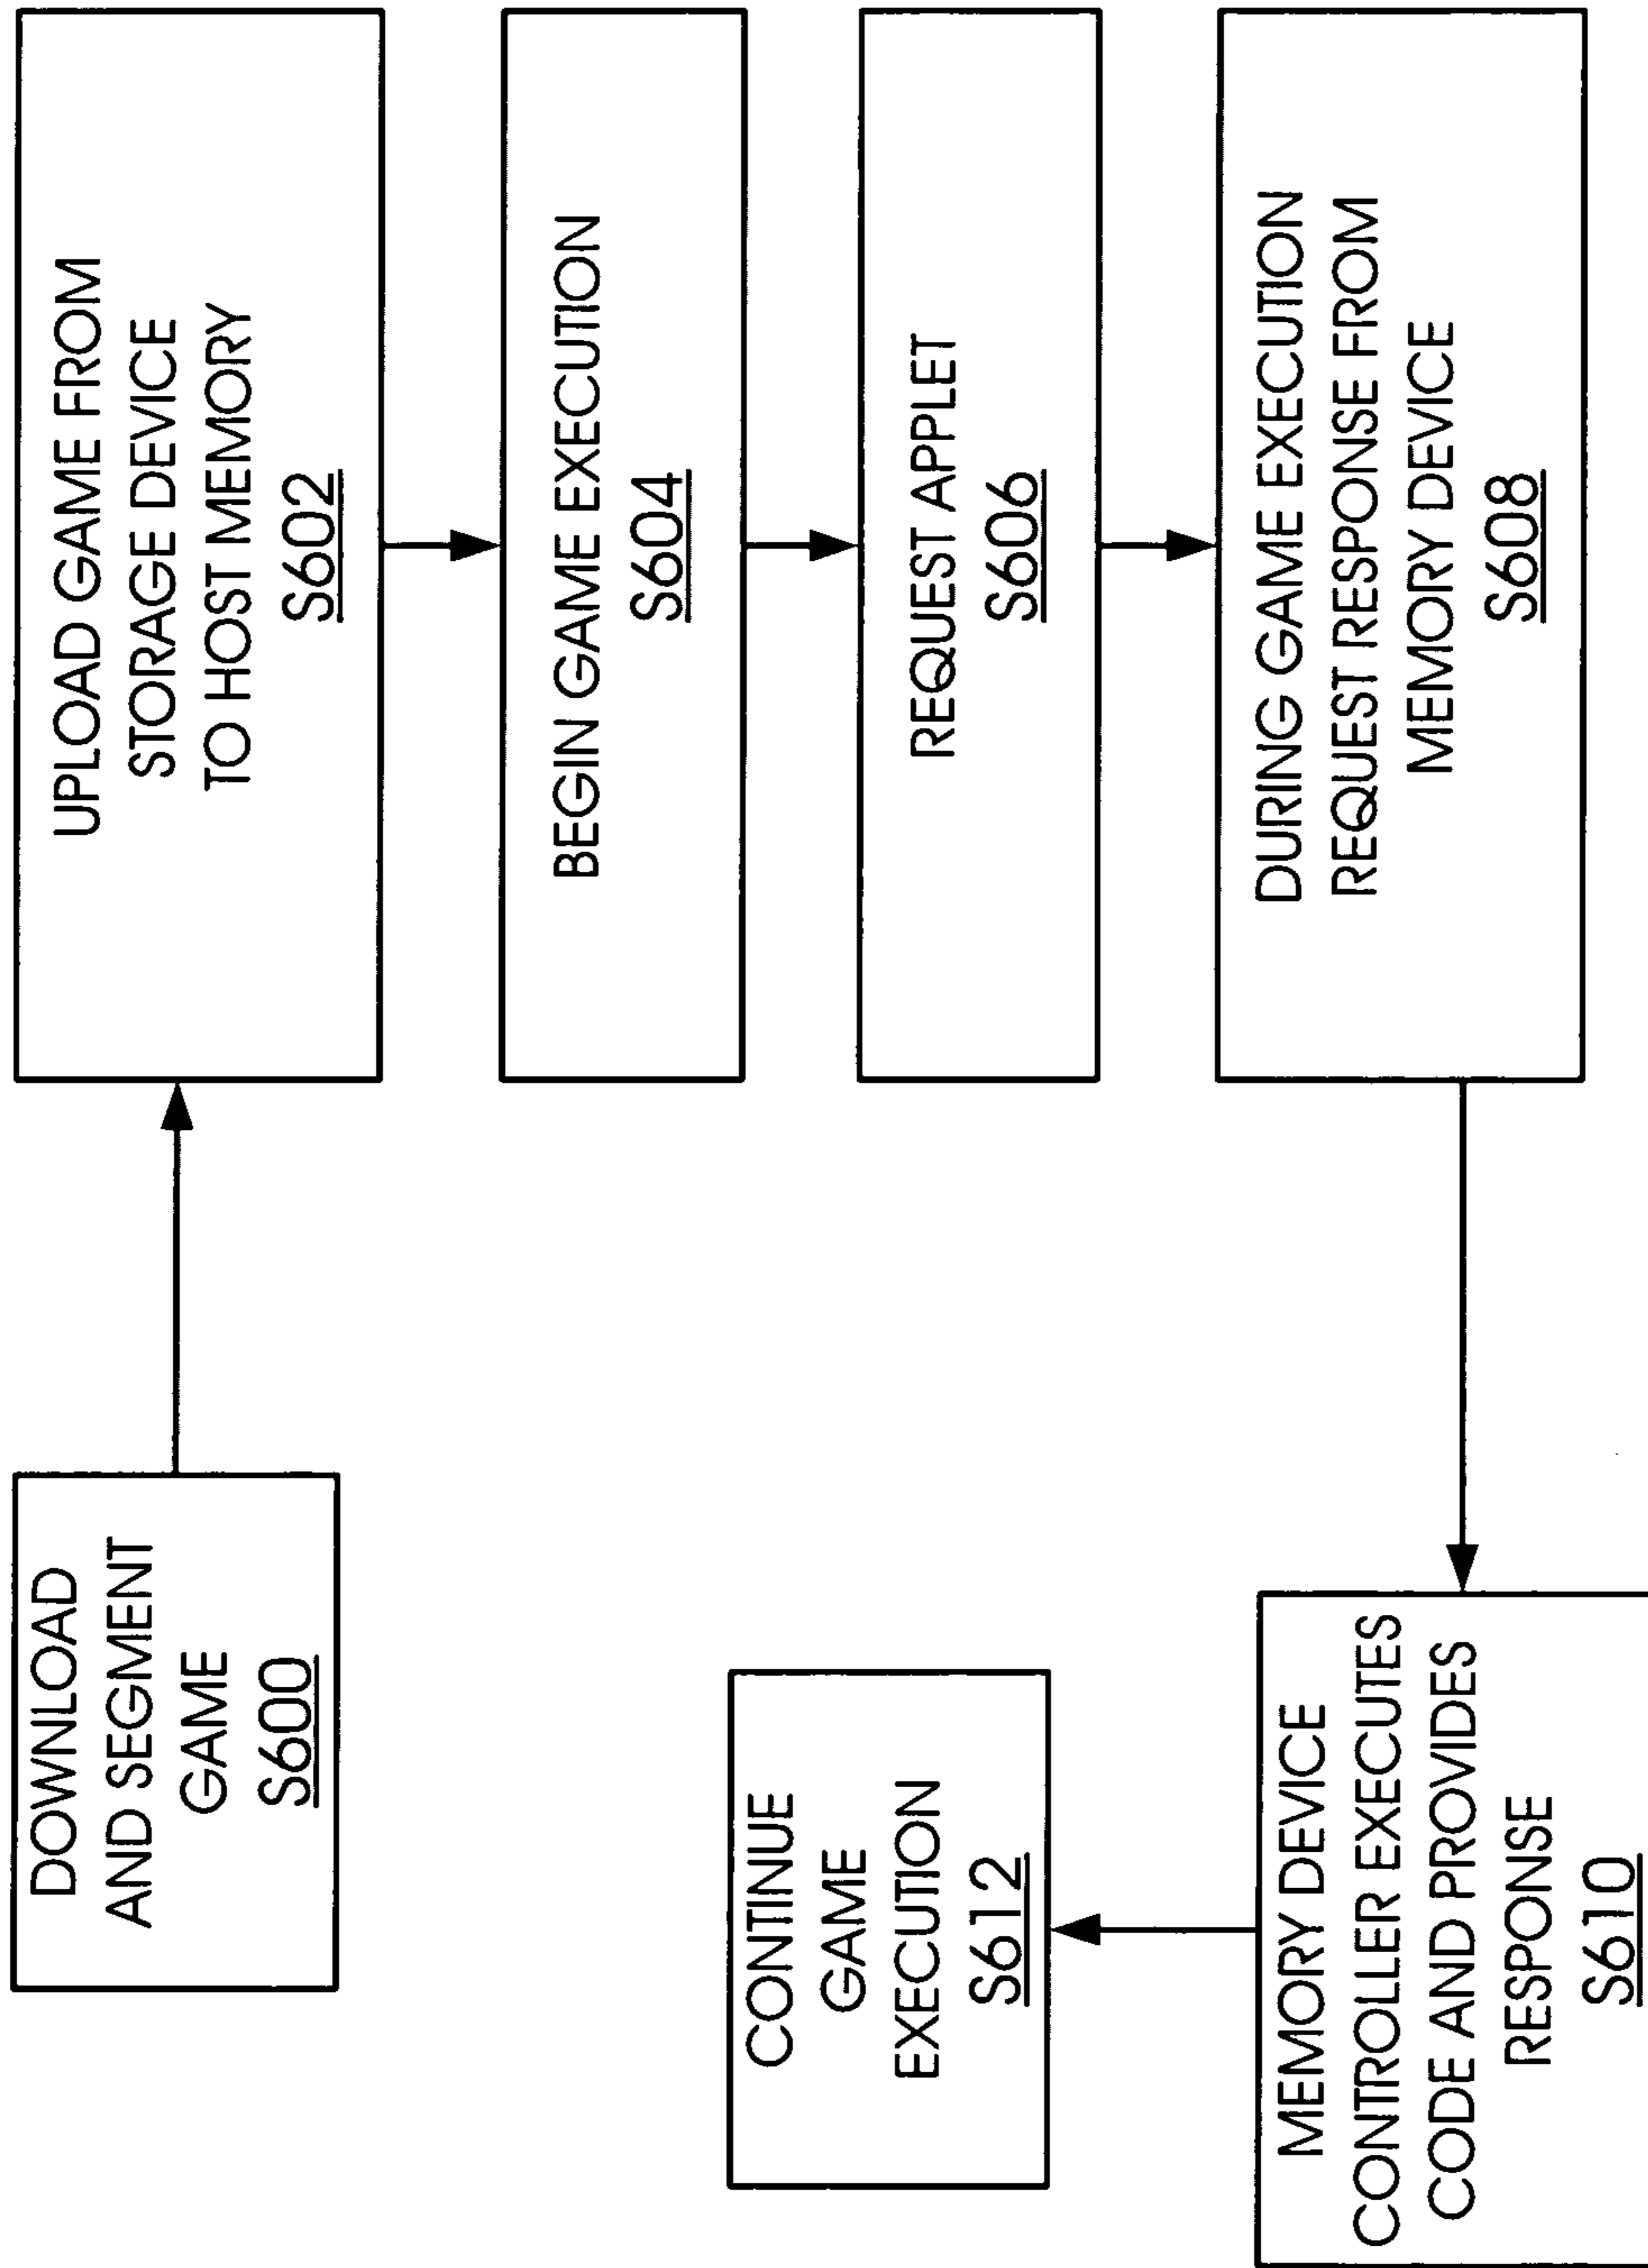 DOWNLOAD
AND SEGMENT
GAME
S600
UPLOAD GAME FROM
STORAGE DEVICE
TO HOST MEMORY
S602
BEGIN GAME EXECUTION
S604
REQUEST APPLET
S606
DURING GAME EXECUTION
REQUEST RESPONSE FROM
MEMORY DEVICE
S608
MEMORY DEVICE
CONTROLLER EXECUTES
CODE AND PROVIDES
RESPONSE
S610
CONTINUE
GAME
EXECUTION
S612